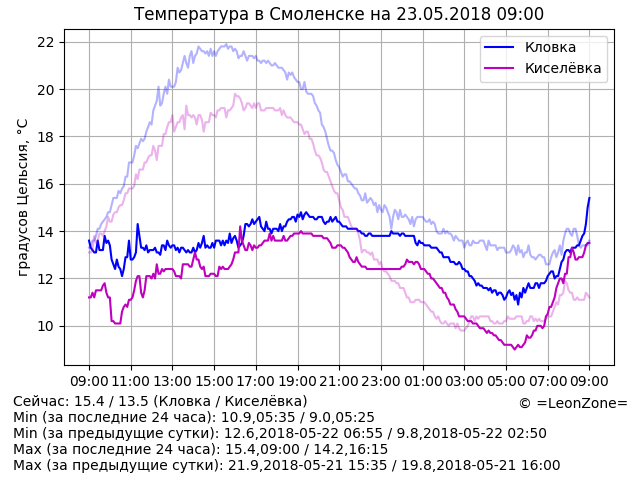 Температура в Смоленске на 23.05.2018 09:00
22
20
18
16
14
12
10
градусов Цельсия, °C
Кловка
Киселёвка
09:00 11:00 13:00 15:00 17:00 19:00 21:00 23:00 01:00 03:00 05:00 07:00 09:00
Сейчас: 15.4 / 13.5 (Кловка / Киселёвка)
© =LeonZone=
Min (за последние 24 часа): 10.9,05:35 / 9.0,05:25
Min (за предыдущие сутки): 12.6,2018-05-22 06:55 / 9.8,2018-05-22 02:50
Max (за последние 24 часа): 15.4,09:00 / 14.2,16:15
Max (за предыдущие сутки): 21.9,2018-05-21 15:35 / 19.8,2018-05-21 16:00